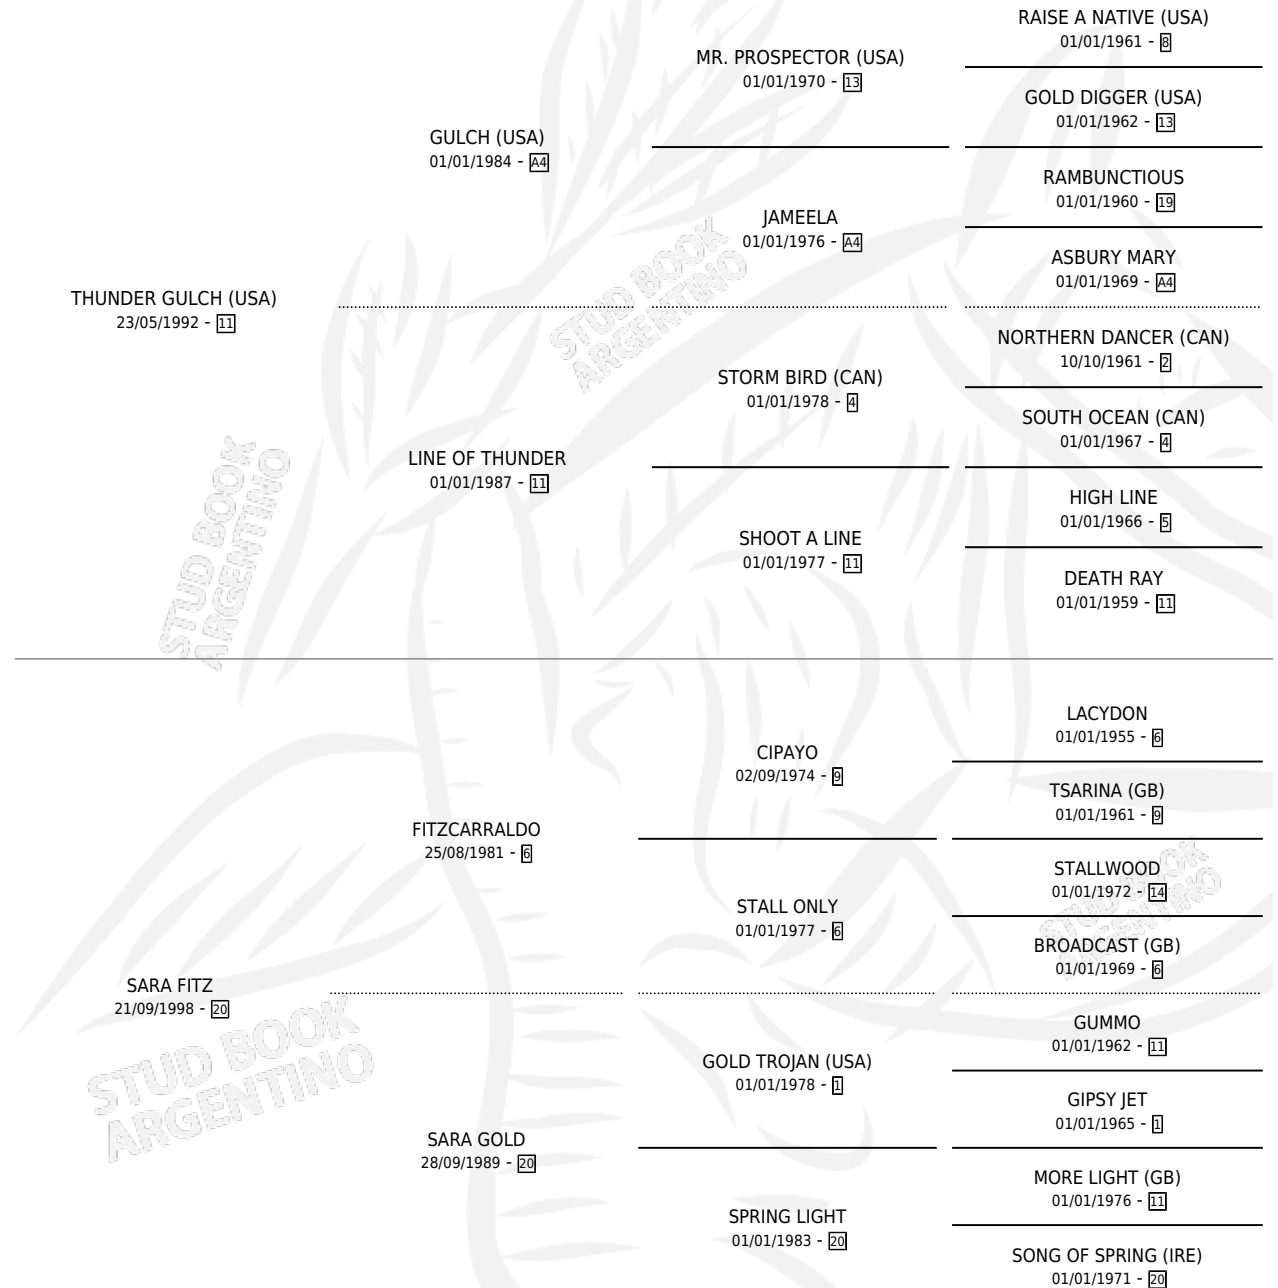 RAISE A NATIVE (USA)
01/01/1961 - 8
MR. PROSPECTOR (USA)
01/01/1970 - 13
GOLD DIGGER (USA)
01/01/1962 - 13
GULCH (USA)
01/01/1984 - A4
RAMBUNCTIOUS
01/01/1960 - 19
JAMEELA
01/01/1976 - A4
ASBURY MARY
01/01/1969 - A4
THUNDER GULCH (USA)
23/05/1992 - 11
NORTHERN DANCER (CAN)
10/10/1961 - 2
STORM BIRD (CAN)
01/01/1978 - 4
SOUTH OCEAN (CAN)
01/01/1967 - 4
LINE OF THUNDER
01/01/1987 - 11
HIGH LINE
01/01/1966 - 5
SHOOT A LINE
01/01/1977 - 11
DEATH RAY
01/01/1959 - 11
LACYDON
01/01/1955 - 6
CIPAYO
02/09/1974 - 9
TSARINA (GB)
01/01/1961 - 9
FITZCARRALDO
25/08/1981 - 6
STALLWOOD
01/01/1972 - 14
STALL ONLY
01/01/1977 - 6
BROADCAST (GB)
01/01/1969 - 6
SARA FITZ
21/09/1998 - 20
GUMMO
01/01/1962 - 11
GOLD TROJAN (USA)
01/01/1978 - 1
GIPSY JET
01/01/1965 - 1
SARA GOLD
28/09/1989 - 20
MORE LIGHT (GB)
01/01/1976 - 11
SPRING LIGHT
01/01/1983 - 20
SONG OF SPRING (IRE)
01/01/1971 - 20
STUD BOOK
ARGENTINO
STUD BOOK
ARGENTINO
STUD BOOK
ARGENTINO
STUD BOOK
ARGENTINO